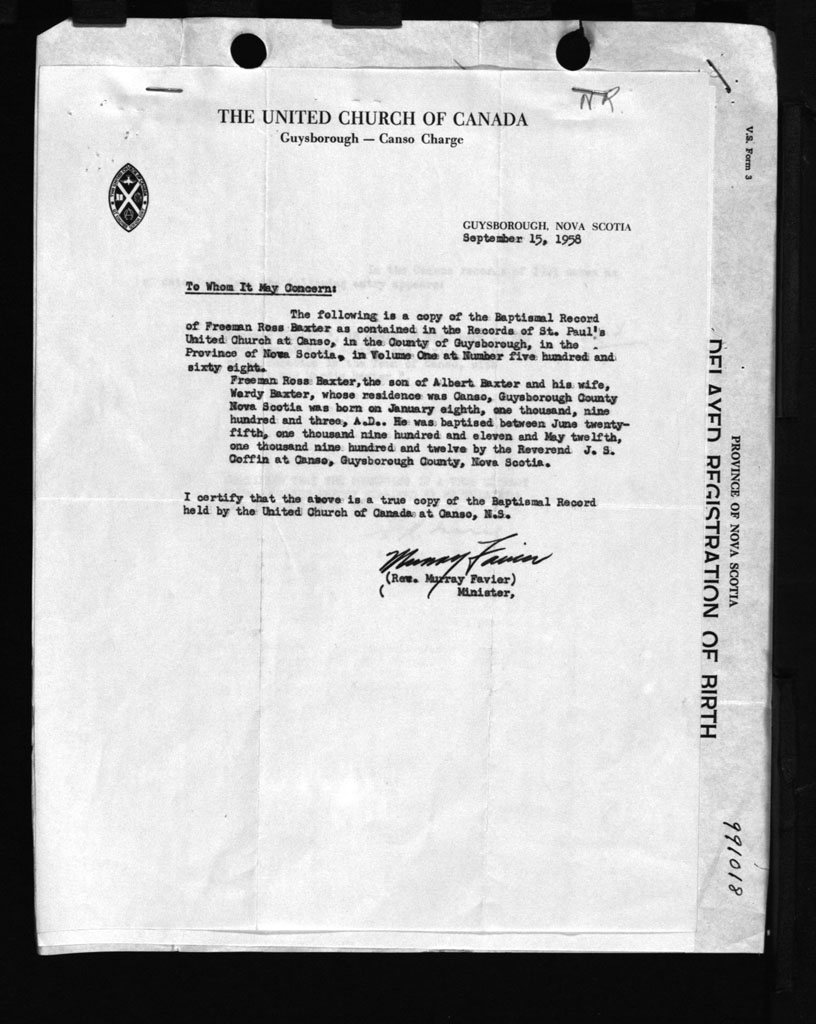 NR
THE UNITED CHURCH OF CANADA
Guysborough — Canso Charge
GUYSBOROUGH, NOVA SCOTIA
September 15, 1958
To Whom It May Concern:
The following is a copy of the Baptismal Record
of Freeman Ross Baxter as contained in the Records of St. Paul's
United Church at Canso, in the County of Guysborough, in the
Province of Nova Scotia, in Volume One at Number five hundred and
sixty eight.
Freeman Ross Baxter, the son of Albert Baxter and his wife,
Wardy Baxter, whose residence was Canso, Guysborough County
Nova Scotia was born on January eighth, one thousand, nine
hundred and three, A.D.. He was baptised between June twenty-
fifth, one thousand nine hundred and eleven and May twelfth,
one thousand nine hundred and twelve by the Reverend J. S.
Coffin at Canso, Guysborough County, Nova Scotia.
I certify that the above is a true copy of the Baptismal Record
held by the United Church of Canada at Canso, N.S.
Murray Favier
(Rev. Murray Favier)
( Minister,
V.S. Form 3
PROVINCE OF NOVA SCOTIA
DELAYED REGISTRATION OF BIRTH
991018